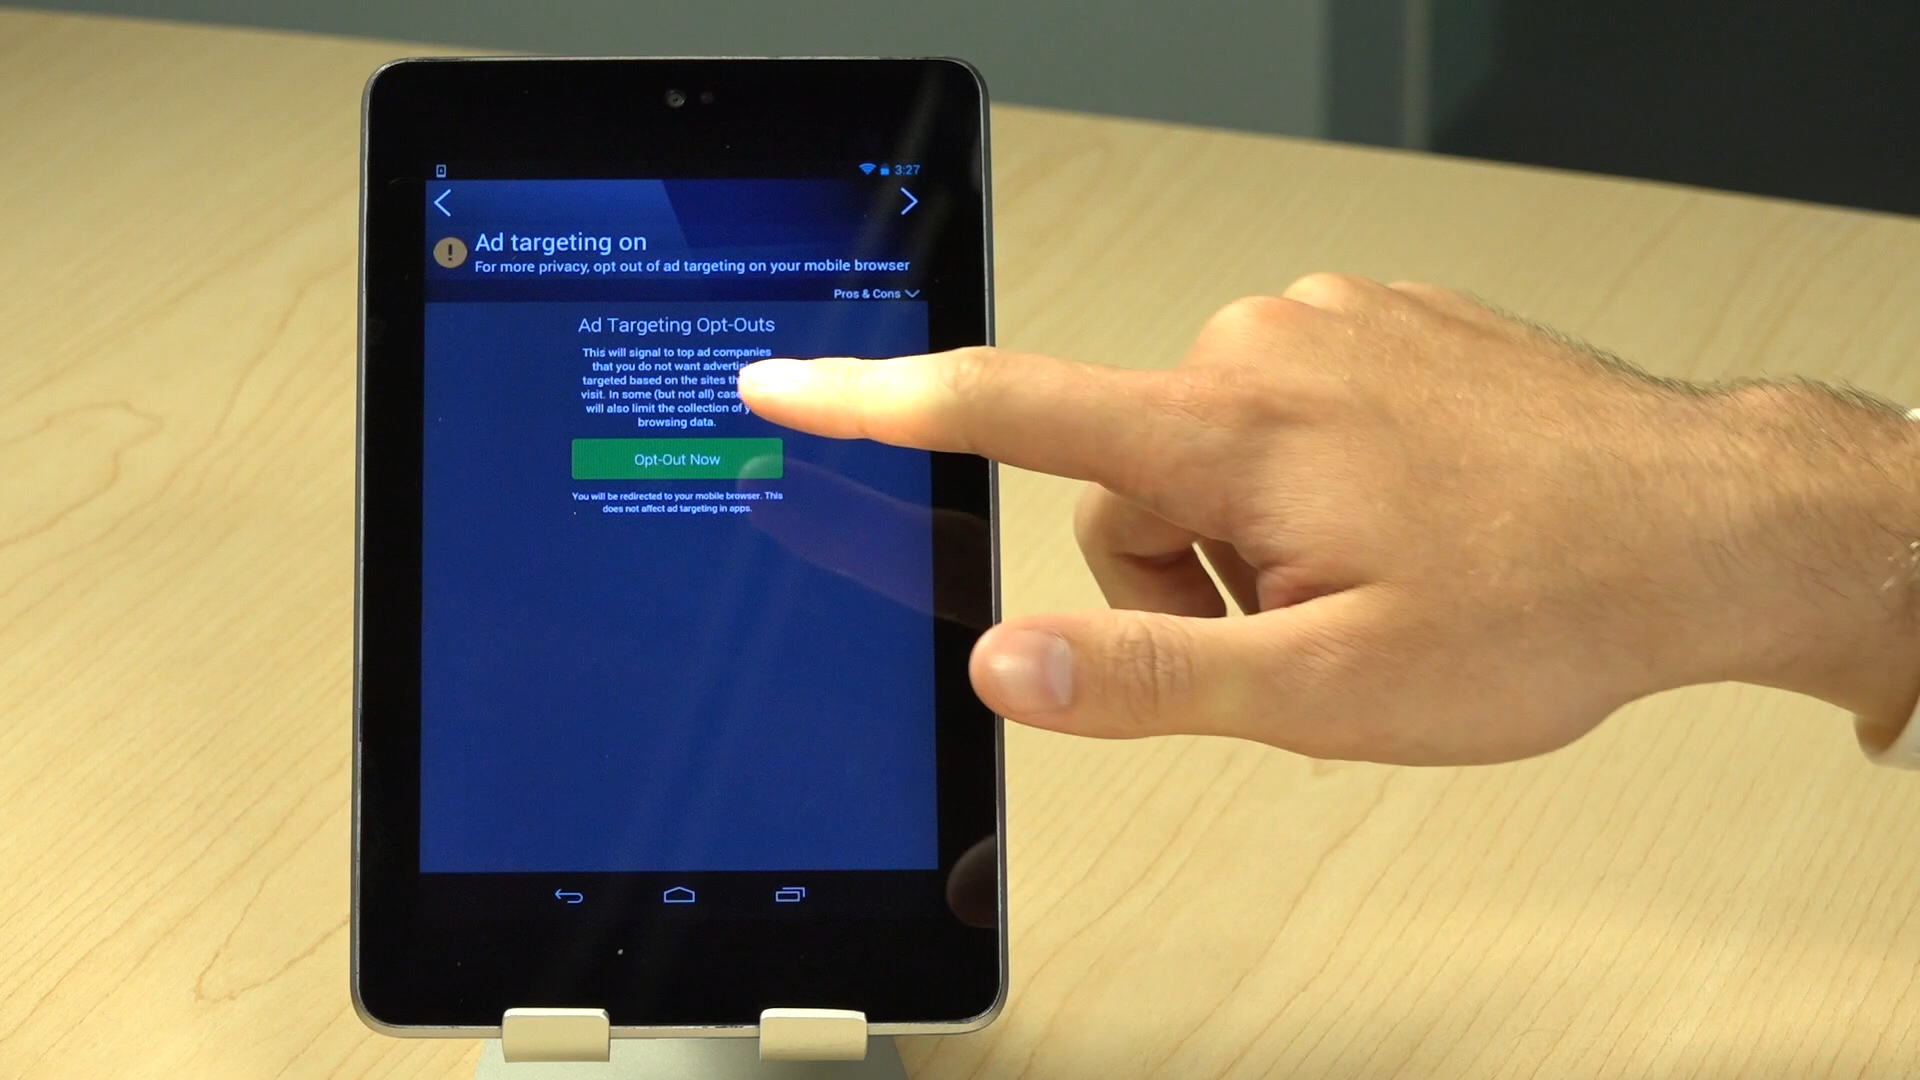 3:27
Ad targeting on
For more privacy, opt out of ad targeting on your mobile browser
Pros & Cons
Ad Targeting Opt-Outs
This will signal to top ad companies
that you do not want
targeted based on the sites
visit. In some (but not all)
will also limit the collection of
browsing data.
Opt-Out Now
You will be redirected to your mobile browser. This
does not affect ad targeting in apps.